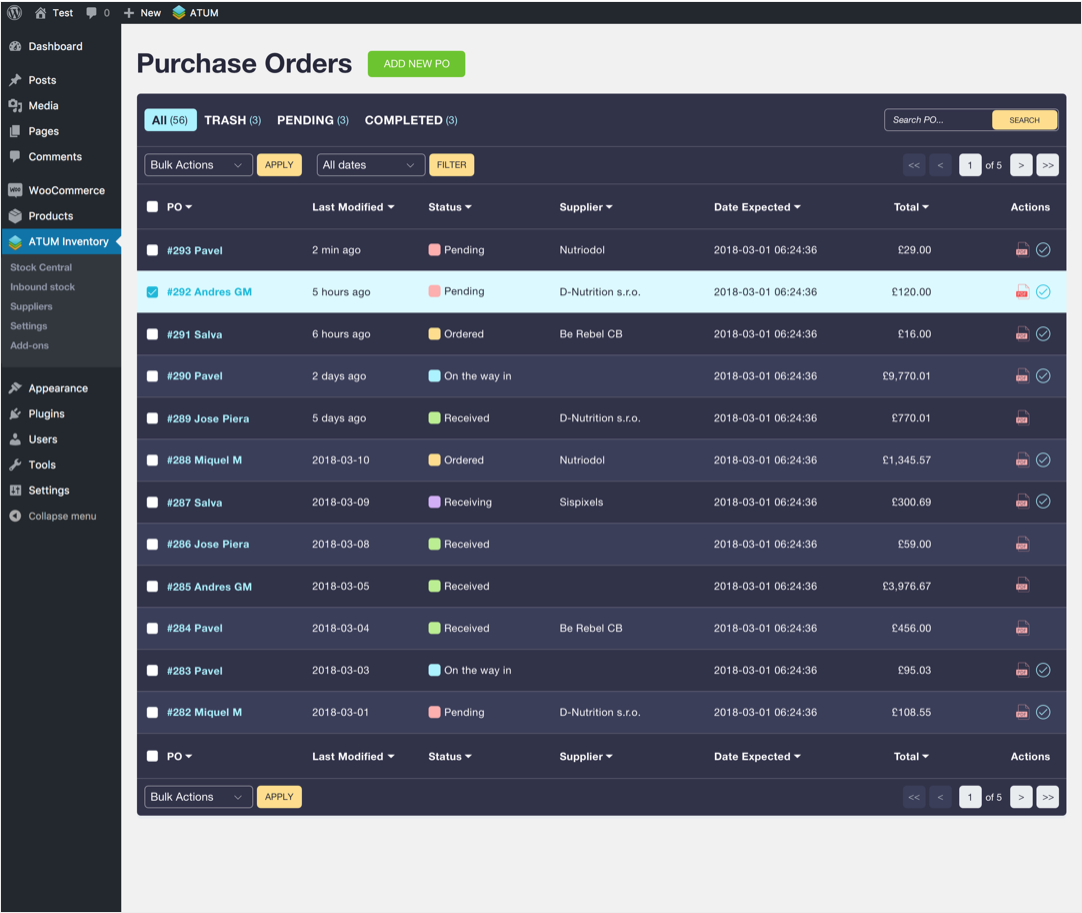 Test 0 New ATUM
Dashboard
Posts
Media
Pages
Comments
WooCommerce
Products
ATUM Inventory
Stock Central
Inbound stock
Suppliers
Settings
Add-ons
Appearance
Plugins
Users
Tools
Settings
Collapse menu
Purchase Orders ADD NEW PO
All (56) TRASH (3) PENDING (3) COMPLETED (3) Search PO... SEARCH
Bulk Actions APPLY All dates FILTER << < 1 of 5 > >>
PO Last Modified Status Supplier Date Expected Total Actions
#293 Pavel 2 min ago Pending Nutriodol 2018-03-01 06:24:36 £29.00 PDF
#292 Andres GM 5 hours ago Pending D-Nutrition s.r.o. 2018-03-01 06:24:36 £120.00 PDF
#291 Salva 6 hours ago Ordered Be Rebel CB 2018-03-01 06:24:36 £16.00 PDF
#290 Pavel 2 days ago On the way in 2018-03-01 06:24:36 £9,770.01 PDF
#289 Jose Piera 5 days ago Received D-Nutrition s.r.o. 2018-03-01 06:24:36 £770.01 PDF
#288 Miquel M 2018-03-10 Ordered Nutriodol 2018-03-01 06:24:36 £1,345.57 PDF
#287 Salva 2018-03-09 Receiving Sispixels 2018-03-01 06:24:36 £300.69 PDF
#286 Jose Piera 2018-03-08 Received 2018-03-01 06:24:36 £59.00 PDF
#285 Andres GM 2018-03-05 Received 2018-03-01 06:24:36 £3,976.67 PDF
#284 Pavel 2018-03-04 Received Be Rebel CB 2018-03-01 06:24:36 £456.00 PDF
#283 Pavel 2018-03-03 On the way in 2018-03-01 06:24:36 £95.03 PDF
#282 Miquel M 2018-03-01 Pending D-Nutrition s.r.o. 2018-03-01 06:24:36 £108.55 PDF
PO Last Modified Status Supplier Date Expected Total Actions
Bulk Actions APPLY << < 1 of 5 > >>